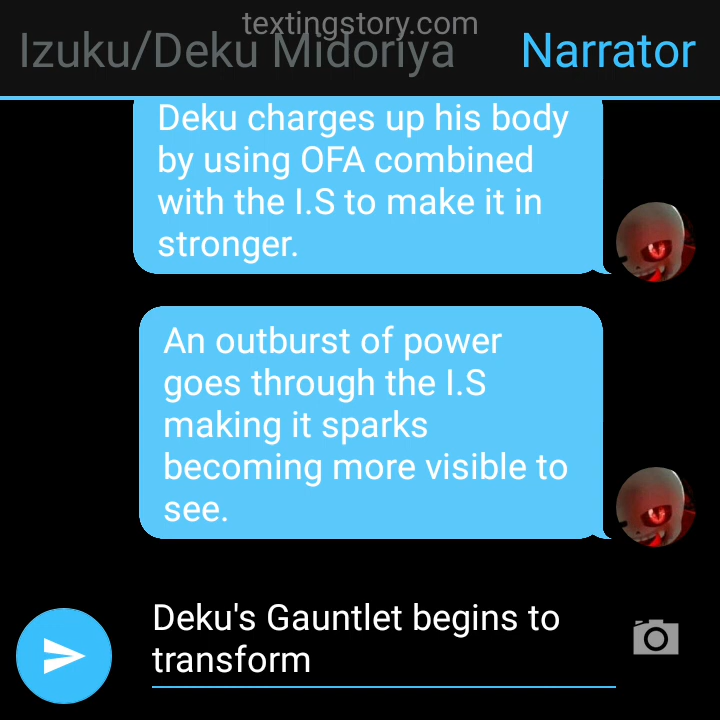 textingstory.com
Izuku/Deku Midoriya Narrator
Deku charges up his body
by using OFA combined
with the I.S to make it in
stronger.
An outburst of power
goes through the I.S
making it sparks
becoming more visible to
see.
Deku's Gauntlet begins to
transform